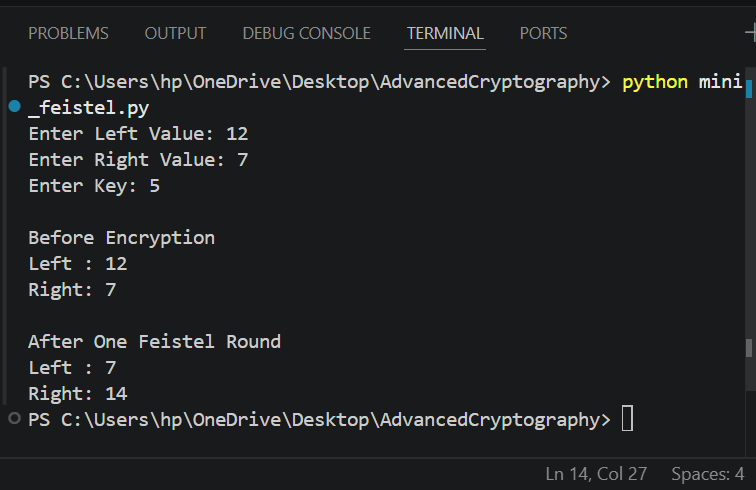 PROBLEMS OUTPUT DEBUG CONSOLE TERMINAL PORTS
PS C:\Users\hp\OneDrive\Desktop\AdvancedCryptography> python mini
_feistel.py
Enter Left Value: 12
Enter Right Value: 7
Enter Key: 5
Before Encryption
Left : 12
Right: 7
After One Feistel Round
Left : 7
Right: 14
PS C:\Users\hp\OneDrive\Desktop\AdvancedCryptography>
Ln 14, Col 27 Spaces: 4